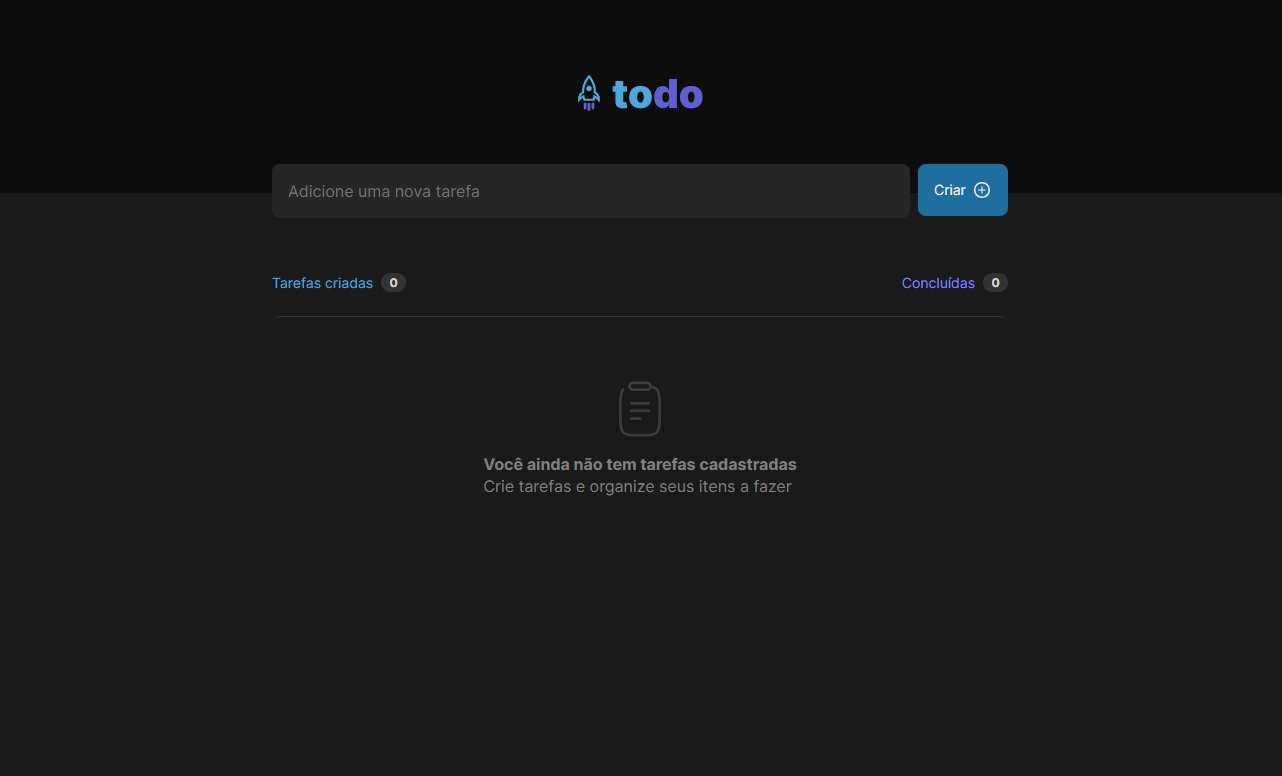 todo
Adicione uma nova tarefa
Criar
Tarefas criadas 0
Concluídas 0
Você ainda não tem tarefas cadastradas
Crie tarefas e organize seus itens a fazer